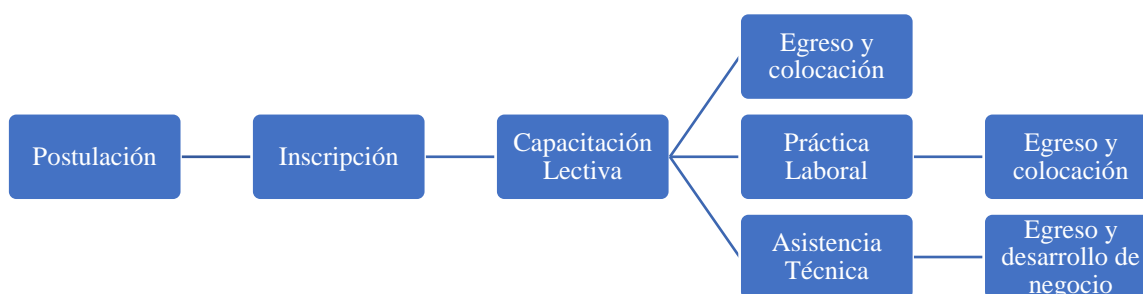 Egreso y
colocación
Postulación
Inscripción
Capacitación
Lectiva
Práctica
Laboral
Egreso y
colocación
Asistencia
Técnica
Egreso y
desarrollo de
negocio